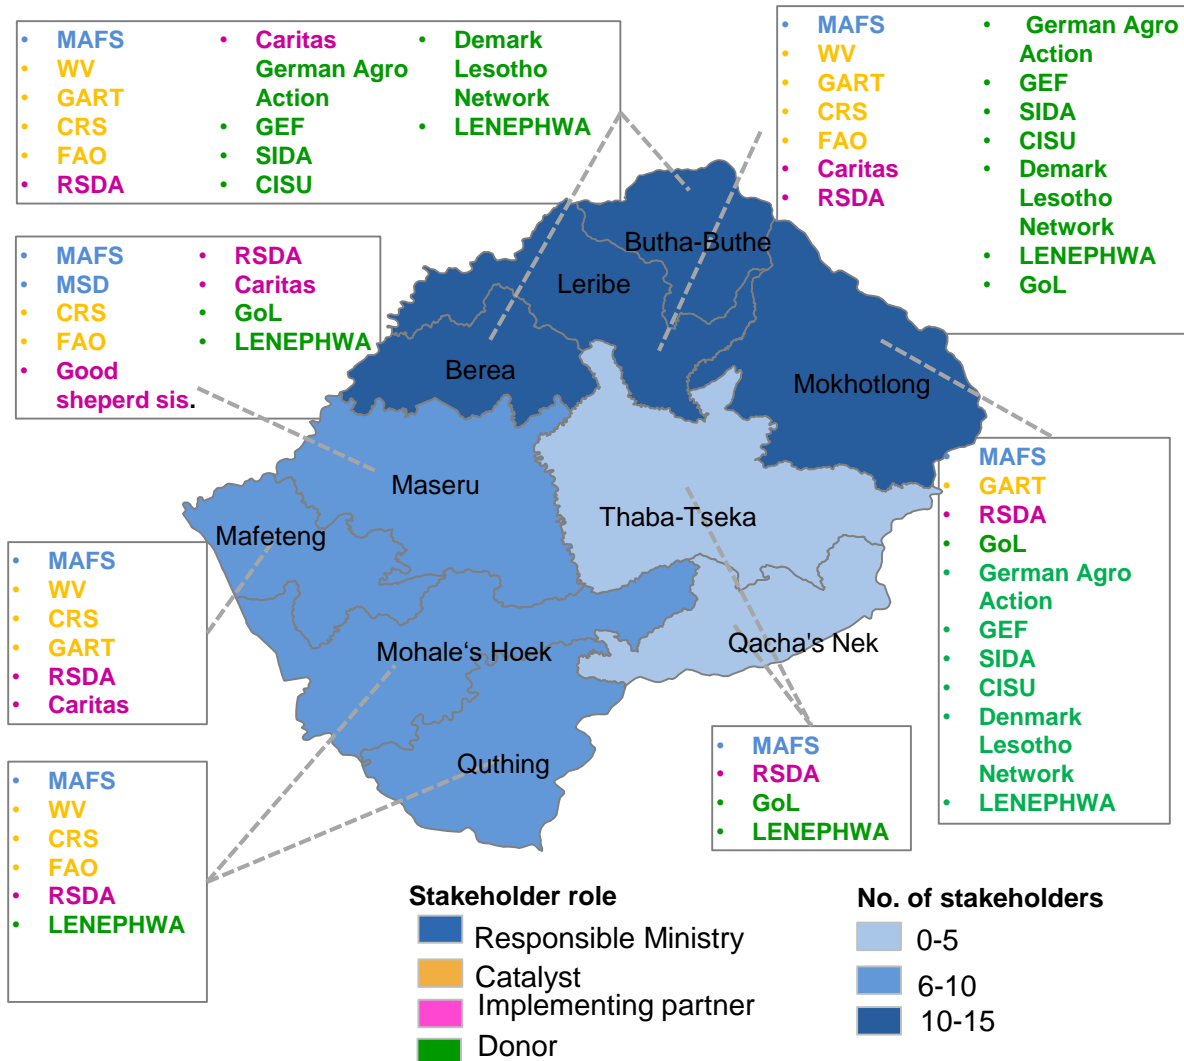 MAFS
WV
GART
CRS
FAO
RSDA
Caritas
German Agro
Action
GEF
SIDA
CISU
Demark
Lesotho
Network
LENEPHWA
MAFS
WV
GART
CRS
FAO
Caritas
RSDA
German Agro
Action
GEF
SIDA
CISU
Demark
Lesotho
Network
LENEPHWA
GoL
MAFS
MSD
CRS
FAO
Good
sheperd sis.
RSDA
Caritas
GoL
LENEPHWA
Butha-Buthe
Leribe
Berea
Mokhotlong
Maseru
Thaba-Tseka
Mafeteng
Mohale‘s Hoek
Qacha's Nek
Quthing
MAFS
GART
RSDA
GoL
German Agro
Action
GEF
SIDA
CISU
Denmark
Lesotho
Network
LENEPHWA
MAFS
WV
CRS
GART
RSDA
Caritas
MAFS
RSDA
GoL
LENEPHWA
MAFS
WV
CRS
FAO
RSDA
LENEPHWA
Stakeholder role
Responsible Ministry
Catalyst
Implementing partner
Donor
No. of stakeholders
0-5
6-10
10-15